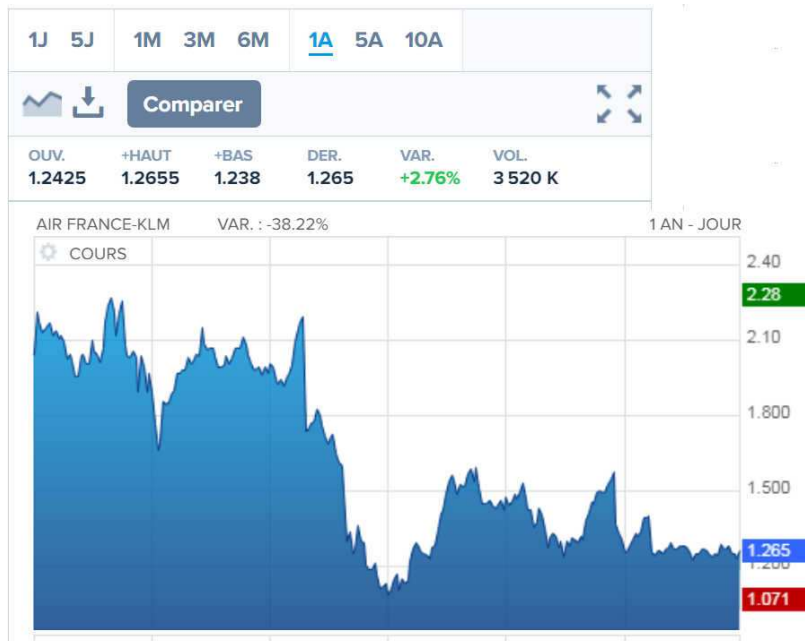 1J 5J 1M 3M 6M 1A 5A 10A
Comparer
OUV. +HAUT +BAS DER. VAR. VOL.
1.2425 1.2655 1.238 1.265 +2.76% 3 520 K
AIR FRANCE-KLM VAR. : -38.22% 1 AN - JOUR
COURS
2.40
2.28
2.10
1.800
1.500
1.265
1.200
1.071